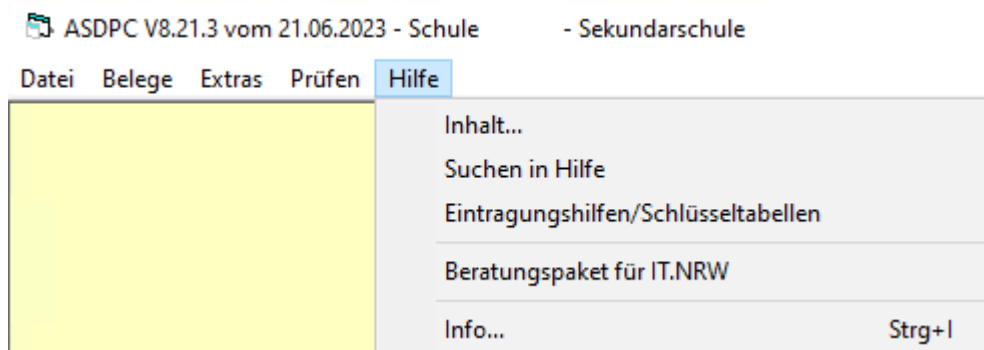 ASDPC V8.21.3 vom 21.06.2023 - Schule - Sekundarschule
Datei Belege Extras Prüfen Hilfe
Inhalt...
Suchen in Hilfe
Eintragungshilfen/Schlüsseltabellen
Beratungspaket für IT.NRW
Info... Strg+I